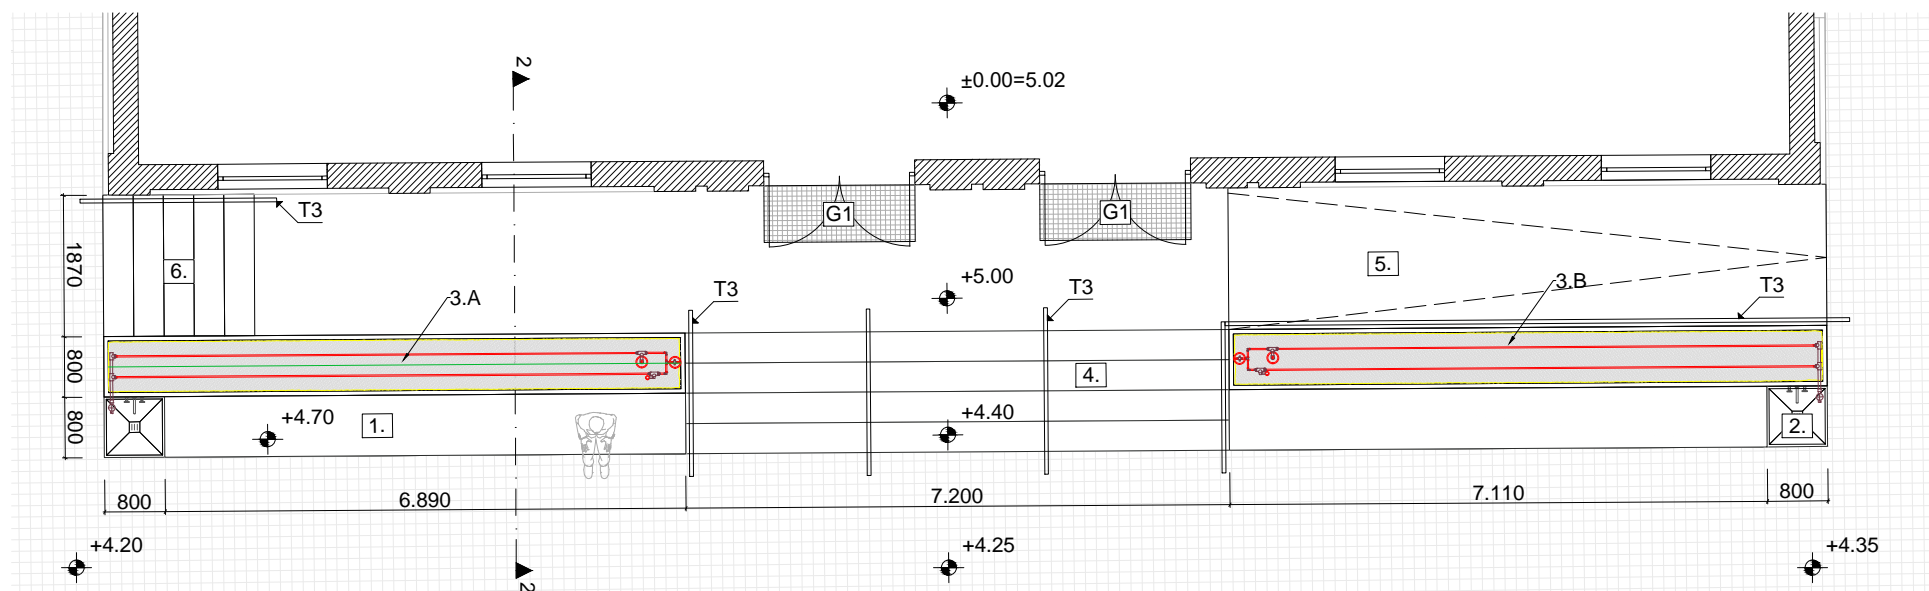 2
±0.00=5.02
T3
G1
G1
1870
6.
3.A
T3
+5.00
T3
5.
3.B
T3
800
4.
800
+4.70
1.
+4.40
2.
800
6.890
7.200
7.110
800
+4.20
+4.25
+4.35
2